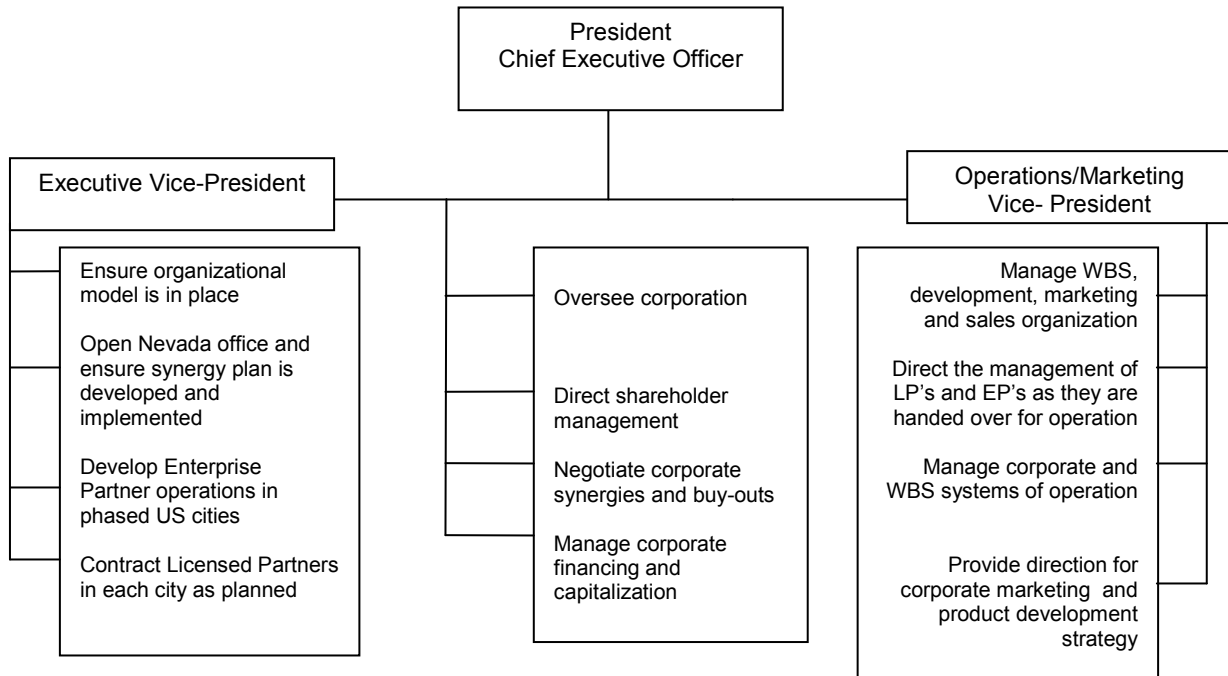 President
Chief Executive Officer
Executive Vice-President
Operations/Marketing
Vice- President
Ensure organizational
model is in place
Open Nevada office and
ensure synergy plan is
developed and
implemented
Develop Enterprise
Partner operations in
phased US cities
Contract Licensed Partners
in each city as planned
Oversee corporation
Direct shareholder
management
Negotiate corporate
synergies and buy-outs
Manage corporate
financing and
capitalization
Manage WBS,
development, marketing
and sales organization
Direct the management of
LP’s and EP’s as they are
handed over for operation
Manage corporate and
WBS systems of operation
Provide direction for
corporate marketing  and
product development
strategy